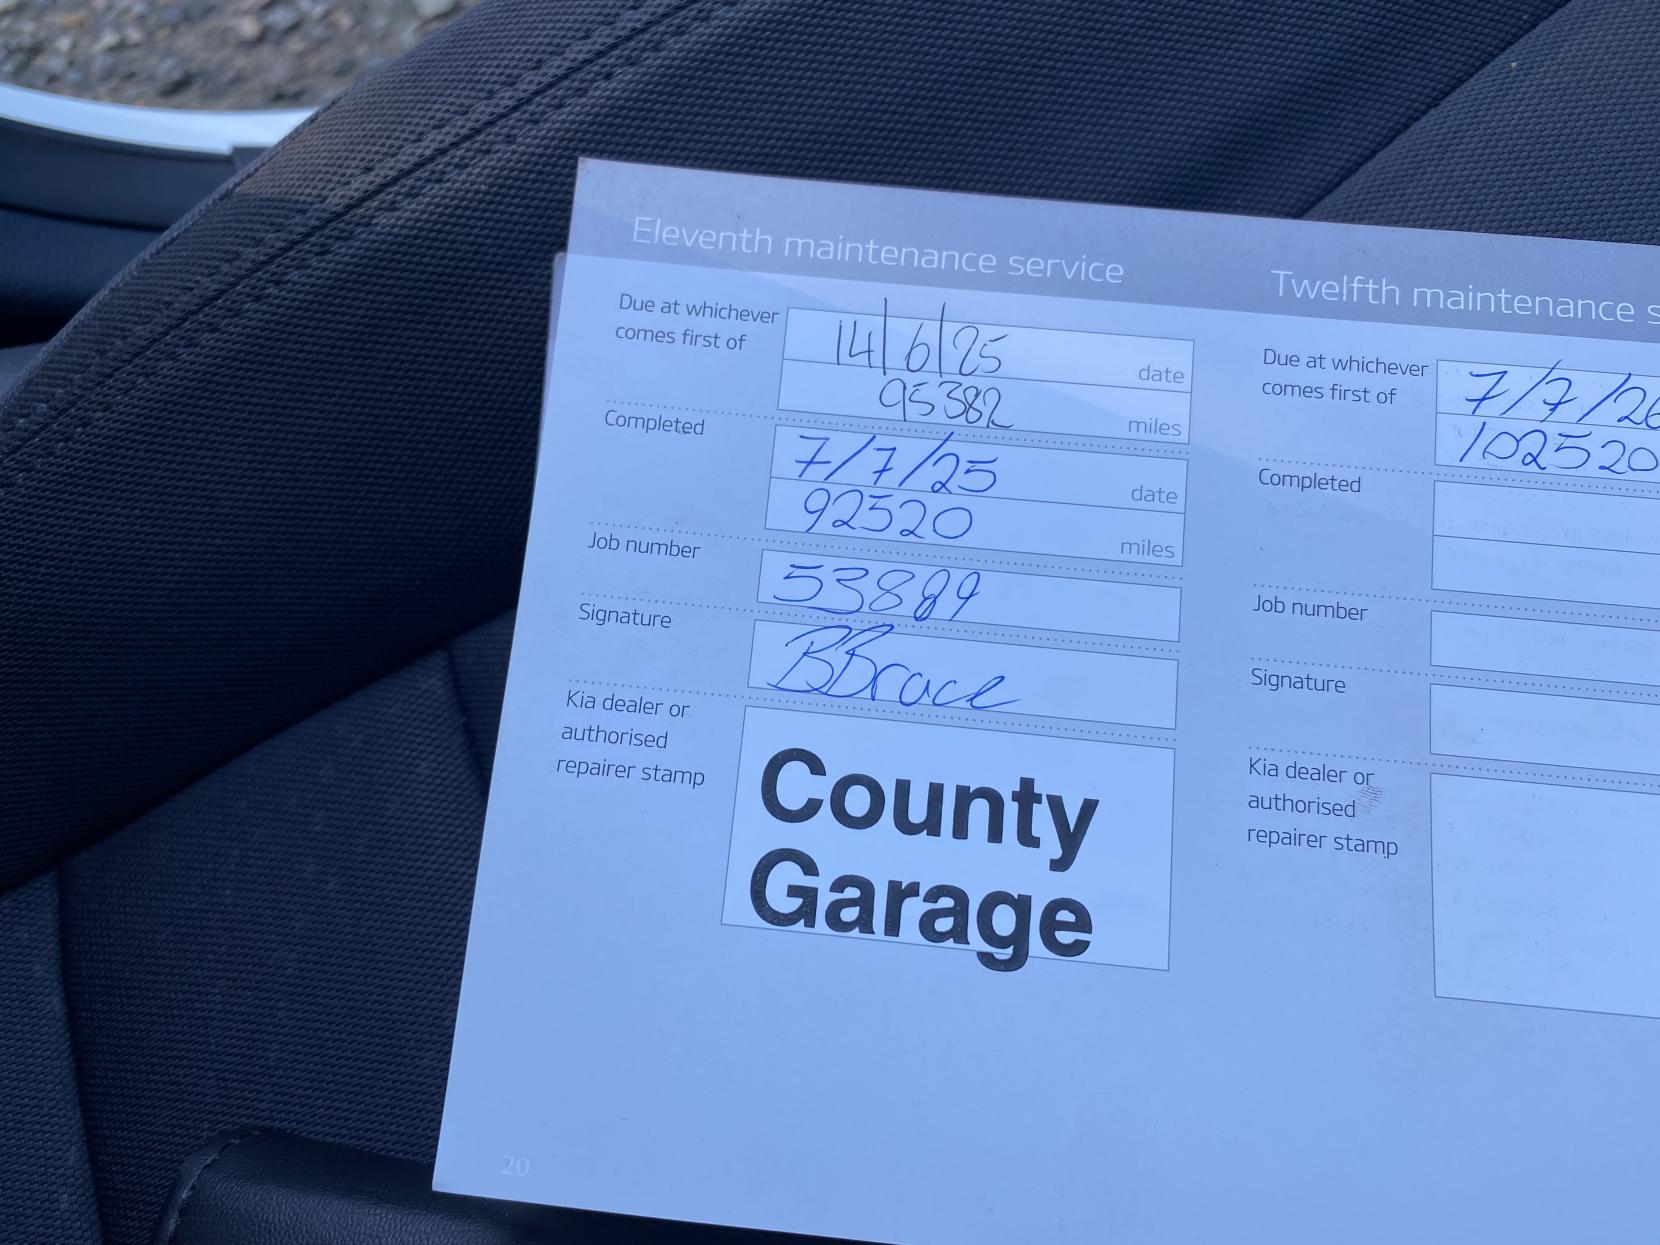 Eleventh maintenance service
Due at whichever
comes first of
14/6/25
date
95382
miles
Completed
7/7/25
date
92520
miles
Job number
53889
Signature
BBrace
Kia dealer or
authorised
repairer stamp
County
Garage
20
Twelfth maintenance s
Due at whichever
comes first of
7/7/26
102520
Completed
Job number
Signature
Kia dealer or
authorised
repairer stamp